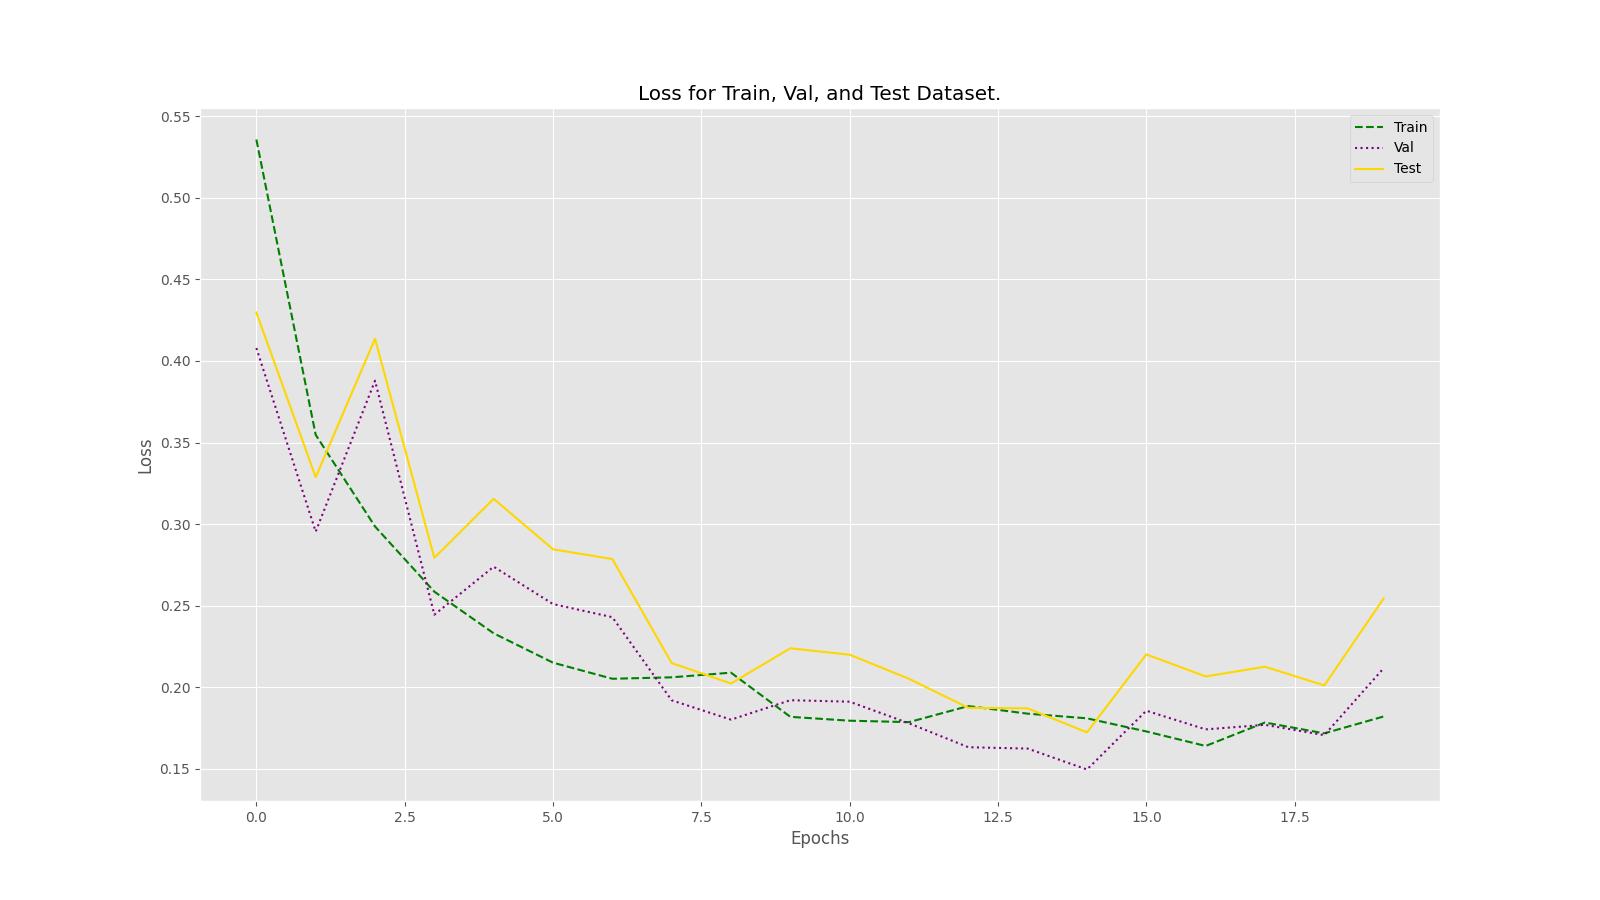 Loss for Train, Val, and Test Dataset.
Train
Val
Test
Loss
0.55
0.50
0.45
0.40
0.35
0.30
0.25
0.20
0.15
0.0 2.5 5.0 7.5 10.0 12.5 15.0 17.5
Epochs